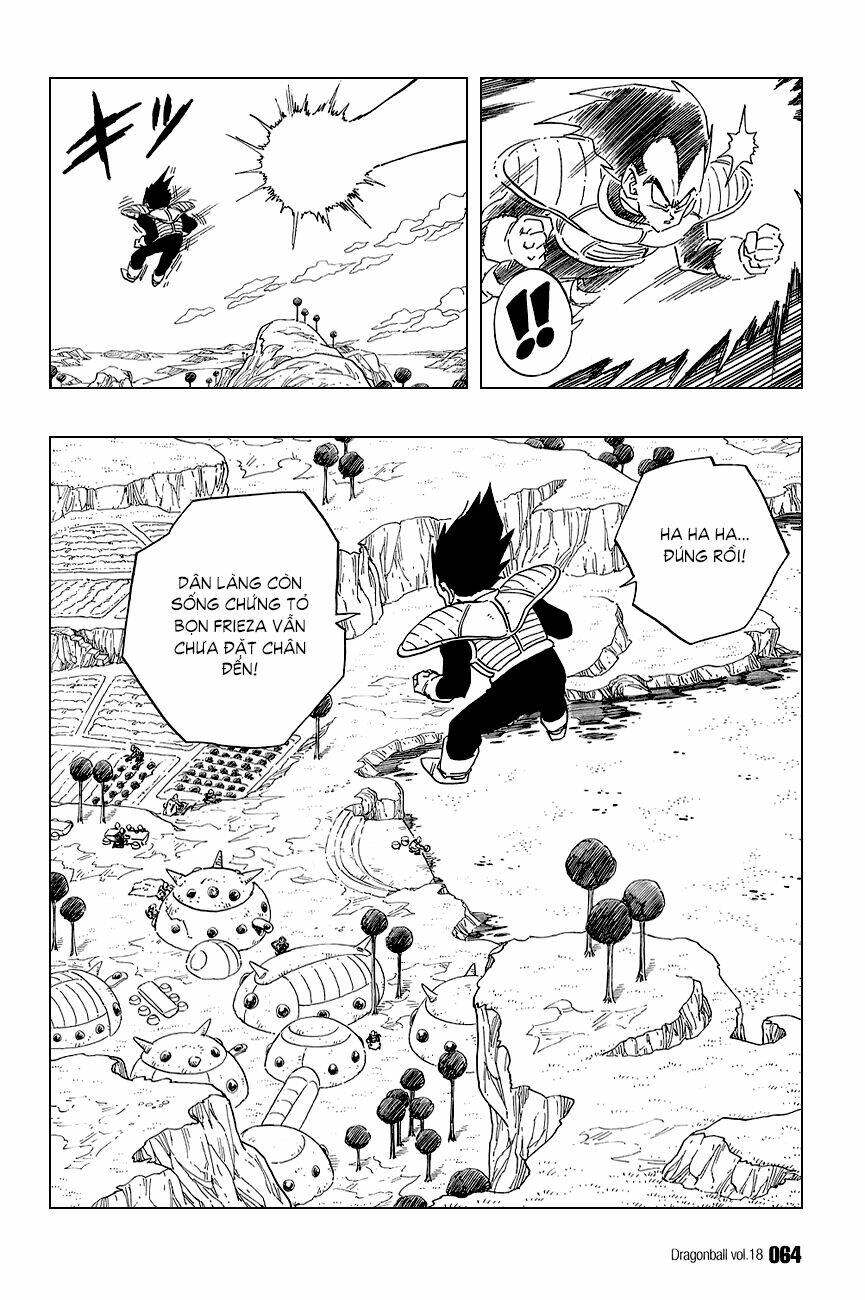 !!
キッ
HA HA HA...
ĐÚNG RỒI!
DÂN LÀNG CÒN
SỐNG CHỨNG TỎ
BỌN FRIEZA VẪN
CHƯA ĐẶT CHÂN
ĐẾN!
Dragonball vol.18 064